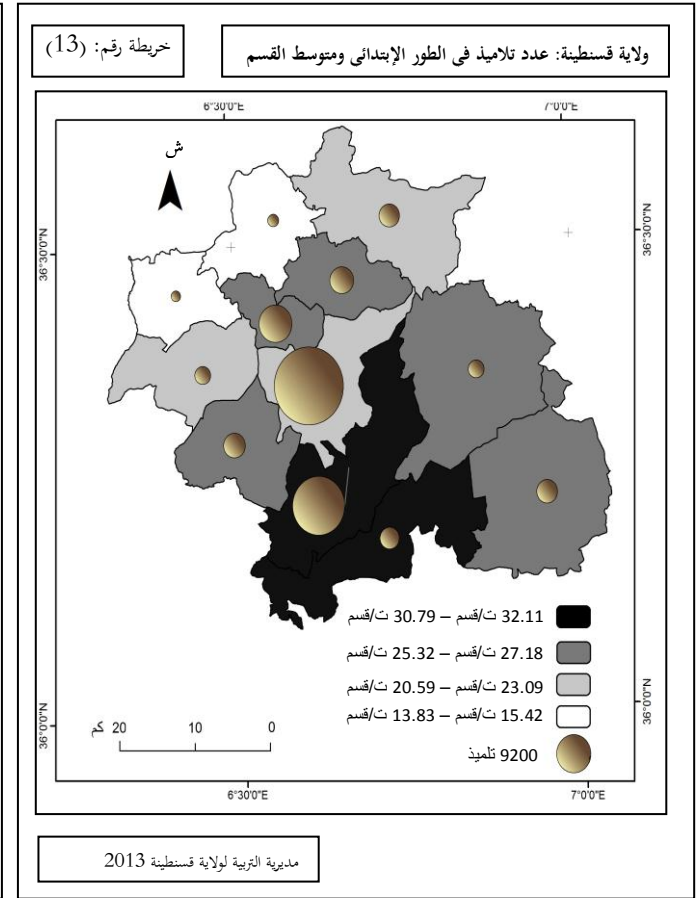 خريطة رقم: (13)
ولاية قسنطينة: عدد تلاميذ فى الطور الإبتدائى ومتوسط القسم
6°30'0"E
7°0'0"E
ش
36°30'0"N
36°30'0"N
32.11 ت/قسم – 30.79 ت/قسم
27.18 ت/قسم – 25.32 ت/قسم
23.09 ت/قسم – 20.59 ت/قسم
15.42 ت/قسم – 13.83 ت/قسم
9200 تلميذ
0
10
20 كم
36°0'0"N
36°0'0"N
6°30'0"E
7°0'0"E
مديرية التربية لولاية قسنطينة 2013